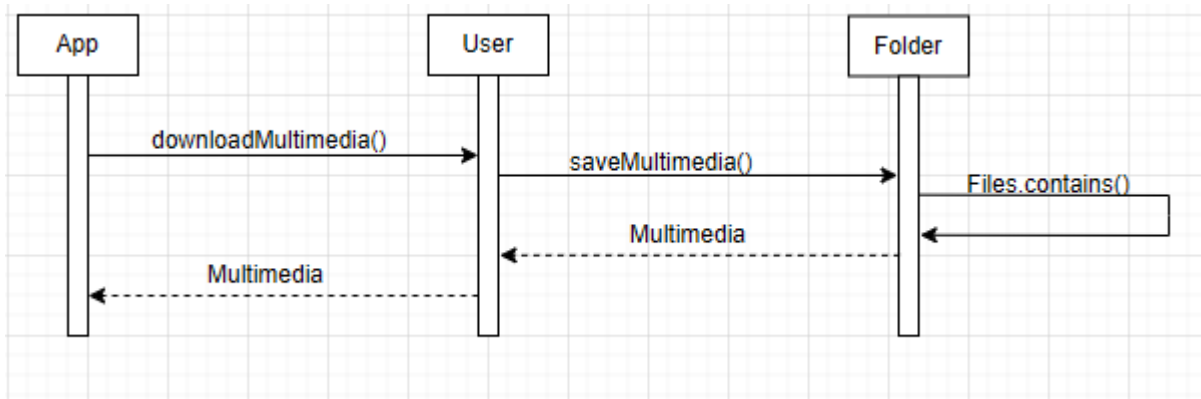 App
User
Folder
downloadMultimedia()
saveMultimedia()
Files.contains()
Multimedia
Multimedia